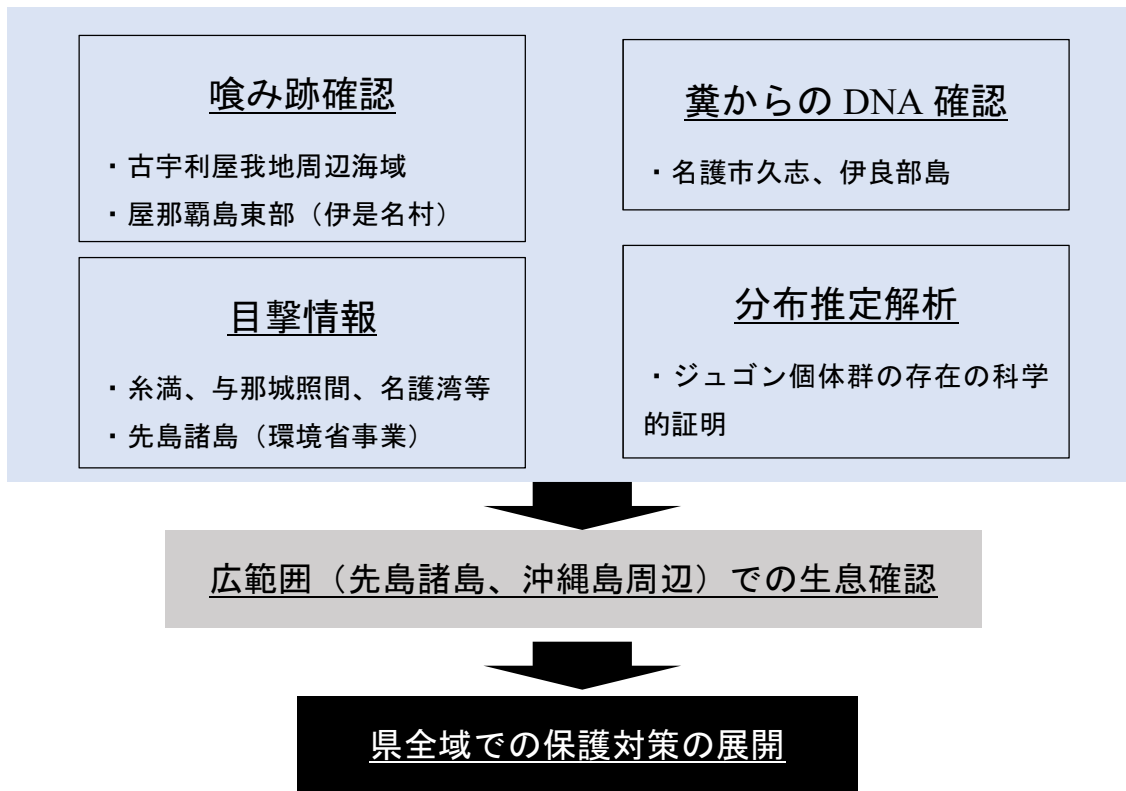 喰み跡確認
・古宇利屋我地周辺海域
・屋那覇島東部（伊是名村）
糞からの DNA 確認
・名護市久志、伊良部島
目撃情報
・糸満、与那城照間、名護湾等
・先島諸島（環境省事業）
分布推定解析
・ジュゴン個体群の存在の科学
的証明
広範囲（先島諸島、沖縄島周辺）での生息確認
県全域での保護対策の展開